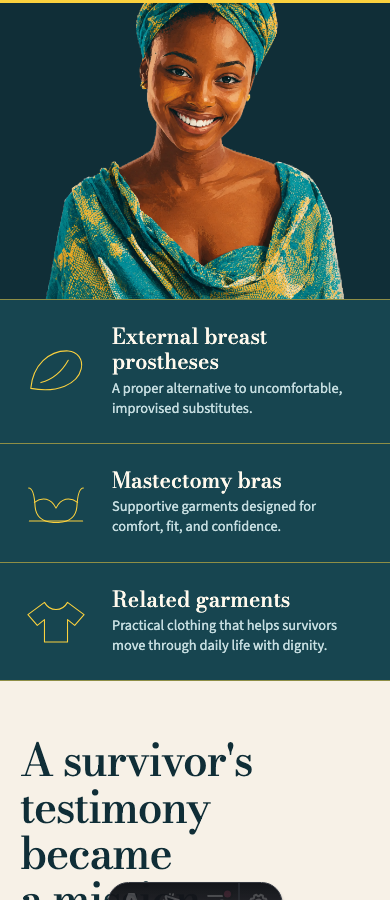 External breast
prostheses
A proper alternative to uncomfortable,
improvised substitutes.
Mastectomy bras
Supportive garments designed for
comfort, fit, and confidence.
Related garments
Practical clothing that helps survivors
move through daily life with dignity.
A survivor's
testimony
became
a